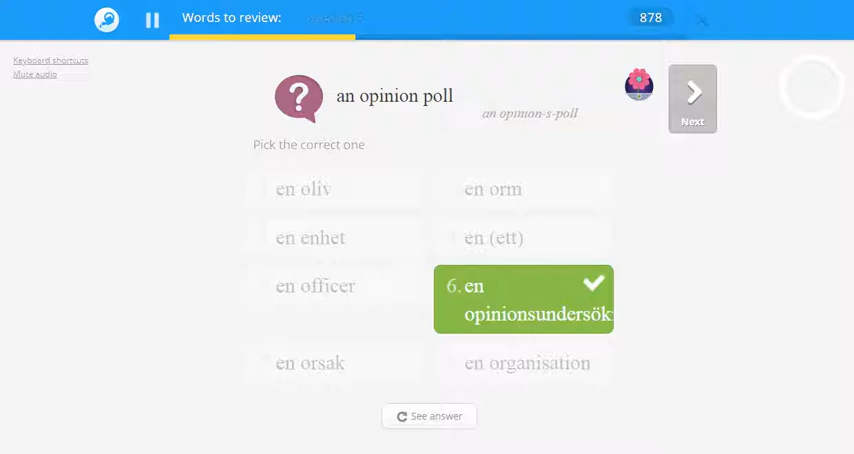 Words to review:
878
Keyboard shortcuts
Mute audio
an opinion poll
an opinion-s-poll
Next
Pick the correct one
en oliv
en orm
en enhet
en (ett)
en officer
6. en
opinionsundersök
en orsak
en organisation
See answer